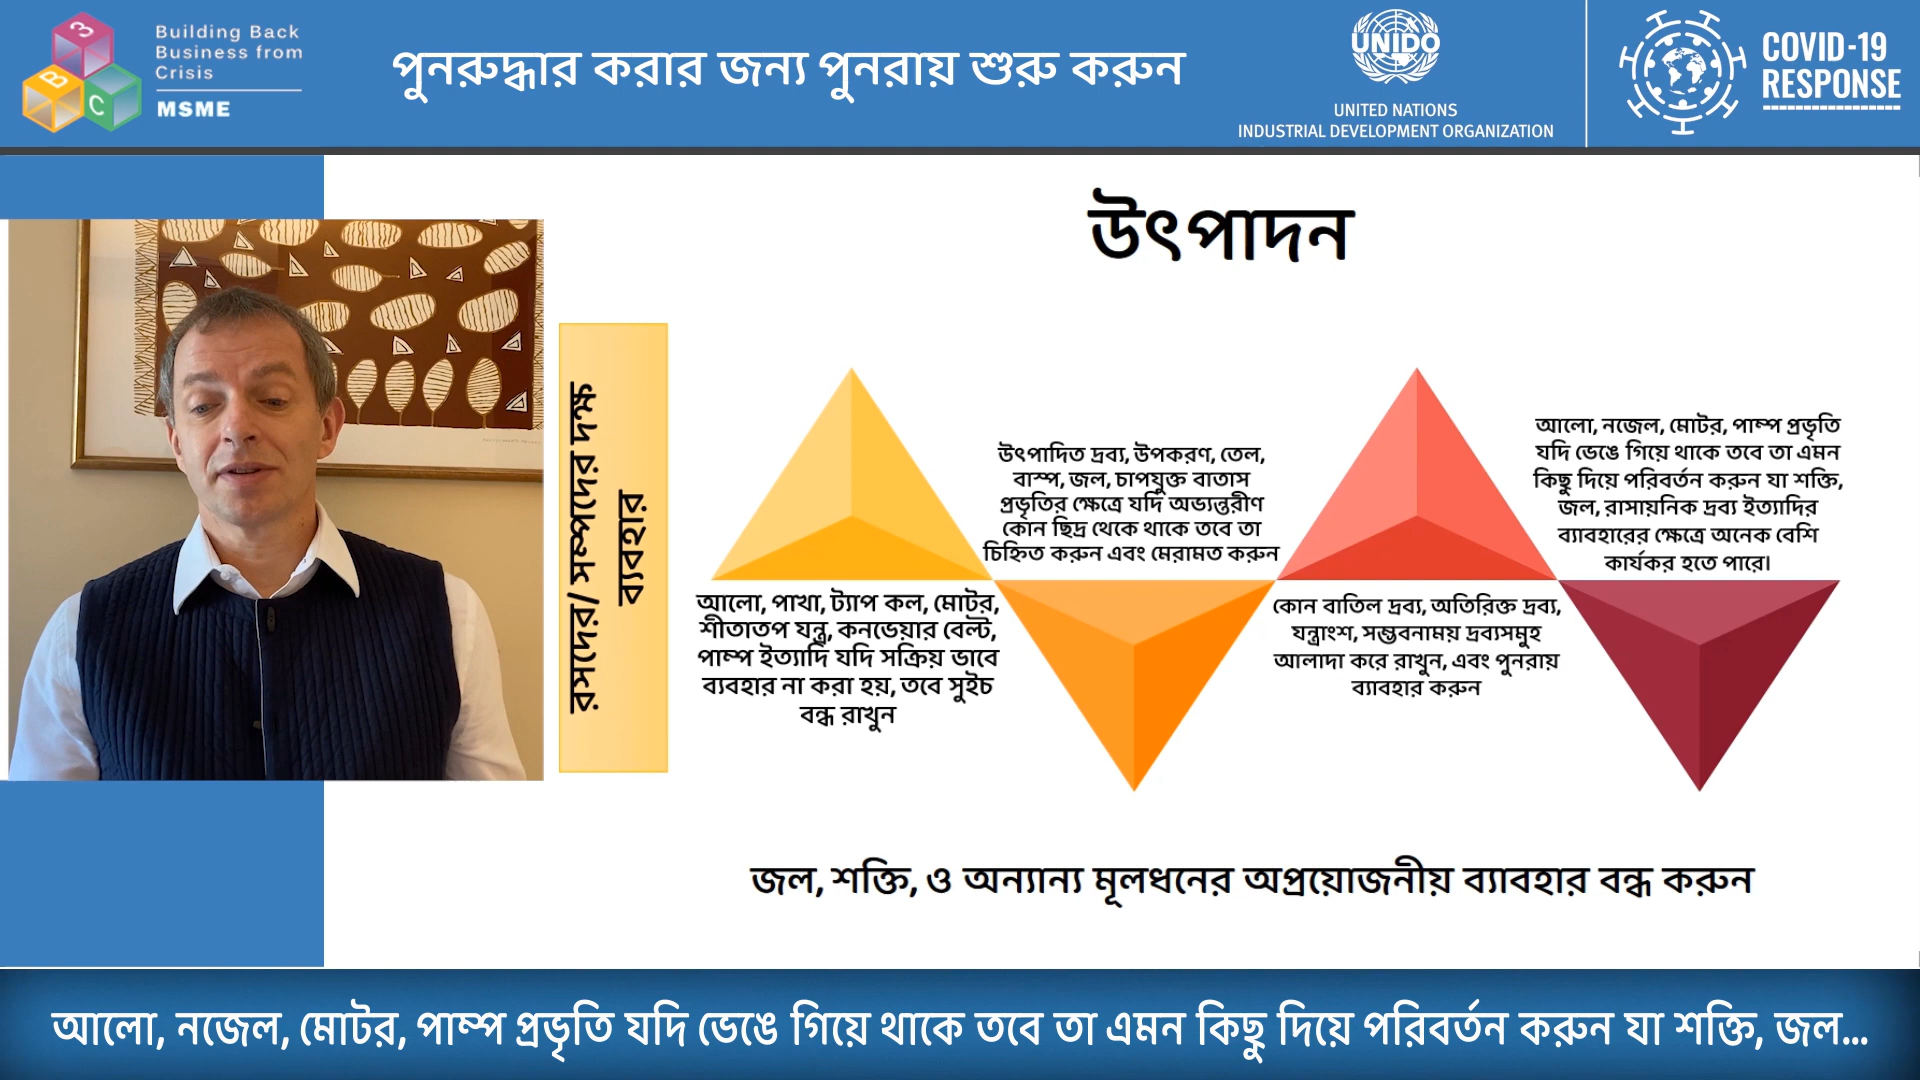 Building Back
Business from
Crisis
MSME
3
B
C
পুনরুদ্ধার করার জন্য পুনরায় শুরু করুন
UNIDO
UNITED NATIONS
INDUSTRIAL DEVELOPMENT ORGANIZATION
COVID-19
RESPONSE
উৎপাদন
রসদের/ সম্পদের দক্ষ
ব্যবহার
আলো, পাখা, ট্যাপ কল, মোটর,
শীতাতপ যন্ত্র, কনভেয়ার বেল্ট,
পাম্প ইত্যাদি যদি সক্রিয় ভাবে
ব্যবহার না করা হয়, তবে সুইচ
বন্ধ রাখুন
উৎপাদিত দ্রব্য, উপকরণ, তেল,
বাস্প, জল, চাপযুক্ত বাতাস
প্রভৃতির ক্ষেত্রে যদি অভ্যন্তরীণ
কোন ছিদ্র থেকে থাকে তবে তা
চিহ্নিত করুন এবং মেরামত করুন
কোন বাতিল দ্রব্য, অতিরিক্ত দ্রব্য,
যন্ত্রাংশ, সম্ভবনাময় দ্রব্যসমুহ
আলাদা করে রাখুন, এবং পুনরায়
ব্যাবহার করুন
আলো, নজেল, মোটর, পাম্প প্রভৃতি
যদি ভেঙে গিয়ে থাকে তবে তা এমন
কিছু দিয়ে পরিবর্তন করুন যা শক্তি,
জল, রাসায়নিক দ্রব্য ইত্যাদির
ব্যাবহারের ক্ষেত্রে অনেক বেশি
কার্যকর হতে পারে।
জল, শক্তি, ও অন্যান্য মূলধনের অপ্রয়োজনীয় ব্যাবহার বন্ধ করুন
আলো, নজেল, মোটর, পাম্প প্রভৃতি যদি ভেঙে গিয়ে থাকে তবে তা এমন কিছু দিয়ে পরিবর্তন করুন যা শক্তি, জল...